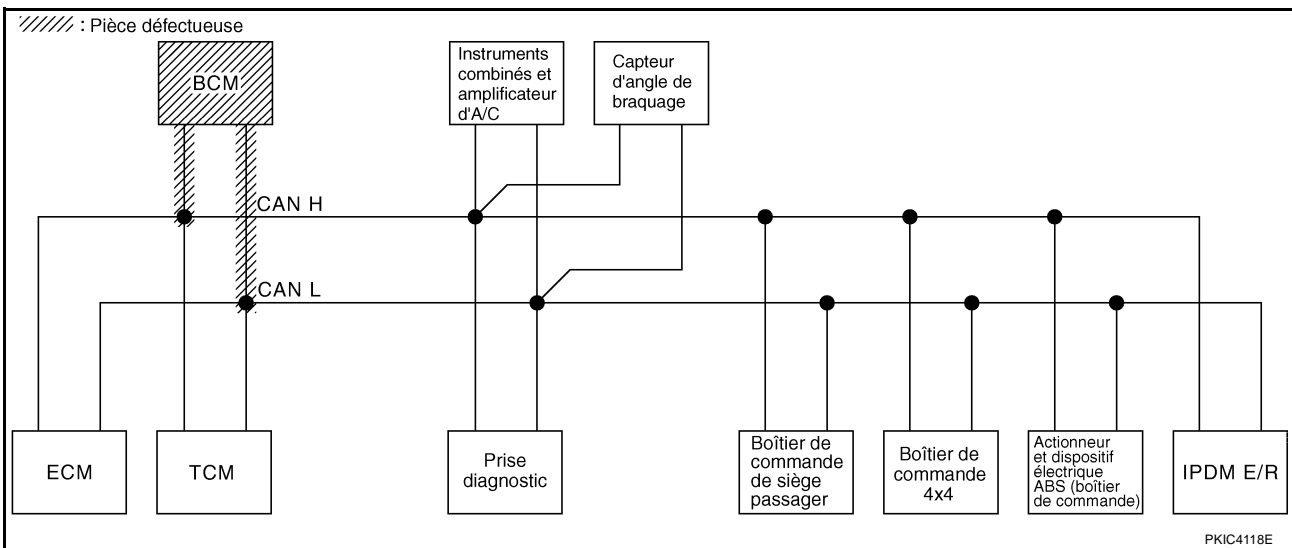 : Pièce défectueuse
BCM
Instruments
combinés et
amplificateur
d'A/C
Capteur
d'angle de
braquage
CAN H
CAN L
ECM
TCM
Prise
diagnostic
Boîtier de
commande
de siège
passager
Boîtier de
commande
4x4
Actionneur
et dispositif
électrique
ABS (boîtier
de commande)
IPDM E/R
PKIC4118E